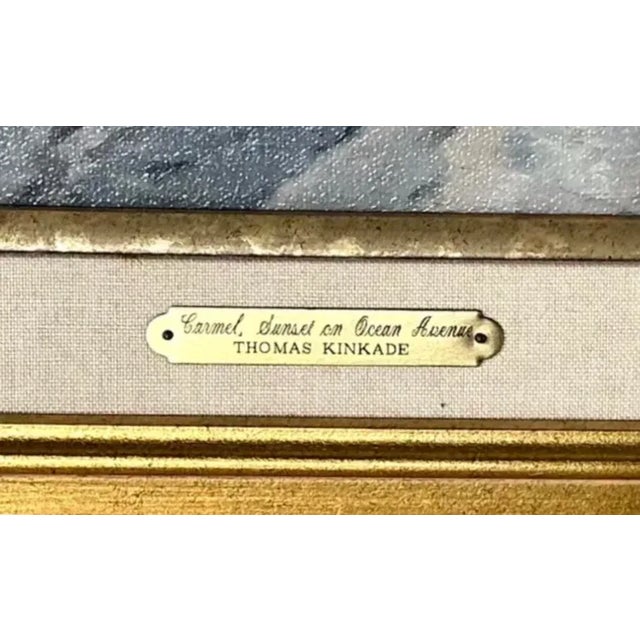 Carmel, Sunset on Ocean Avenue
THOMAS KINKADE